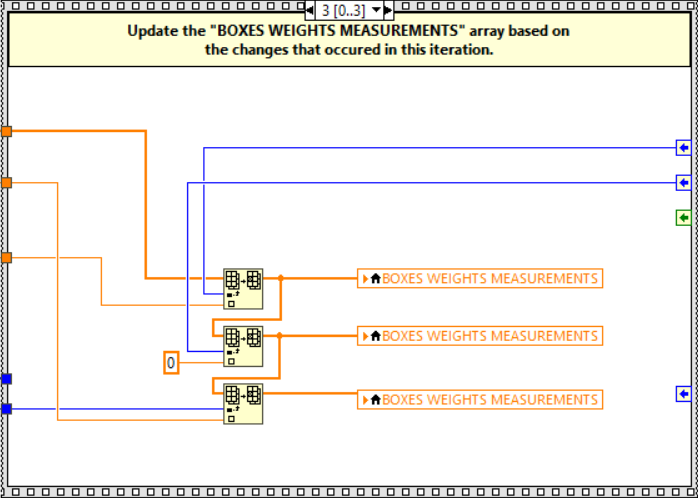 3 [0..3]
Update the "BOXES WEIGHTS MEASUREMENTS" array based on
the changes that occured in this iteration.
BOXES WEIGHTS MEASUREMENTS
BOXES WEIGHTS MEASUREMENTS
0
BOXES WEIGHTS MEASUREMENTS